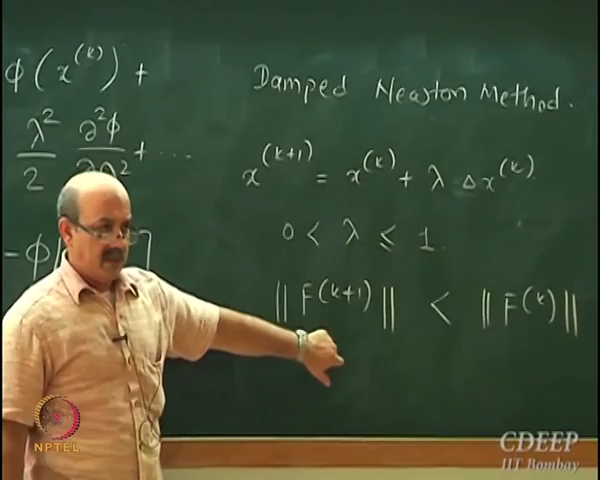 ϕ(x^(k)) +
λ²/2 ∂²ϕ/∂λ² + ....
-ϕ
Damped Newton Method.
x^(k+1) = x^(k) + λ Δx^(k)
0 < λ ≤ 1.
||F^(k+1)|| < ||F^(k)||
NPTEL
CDEEP
IIT Bombay